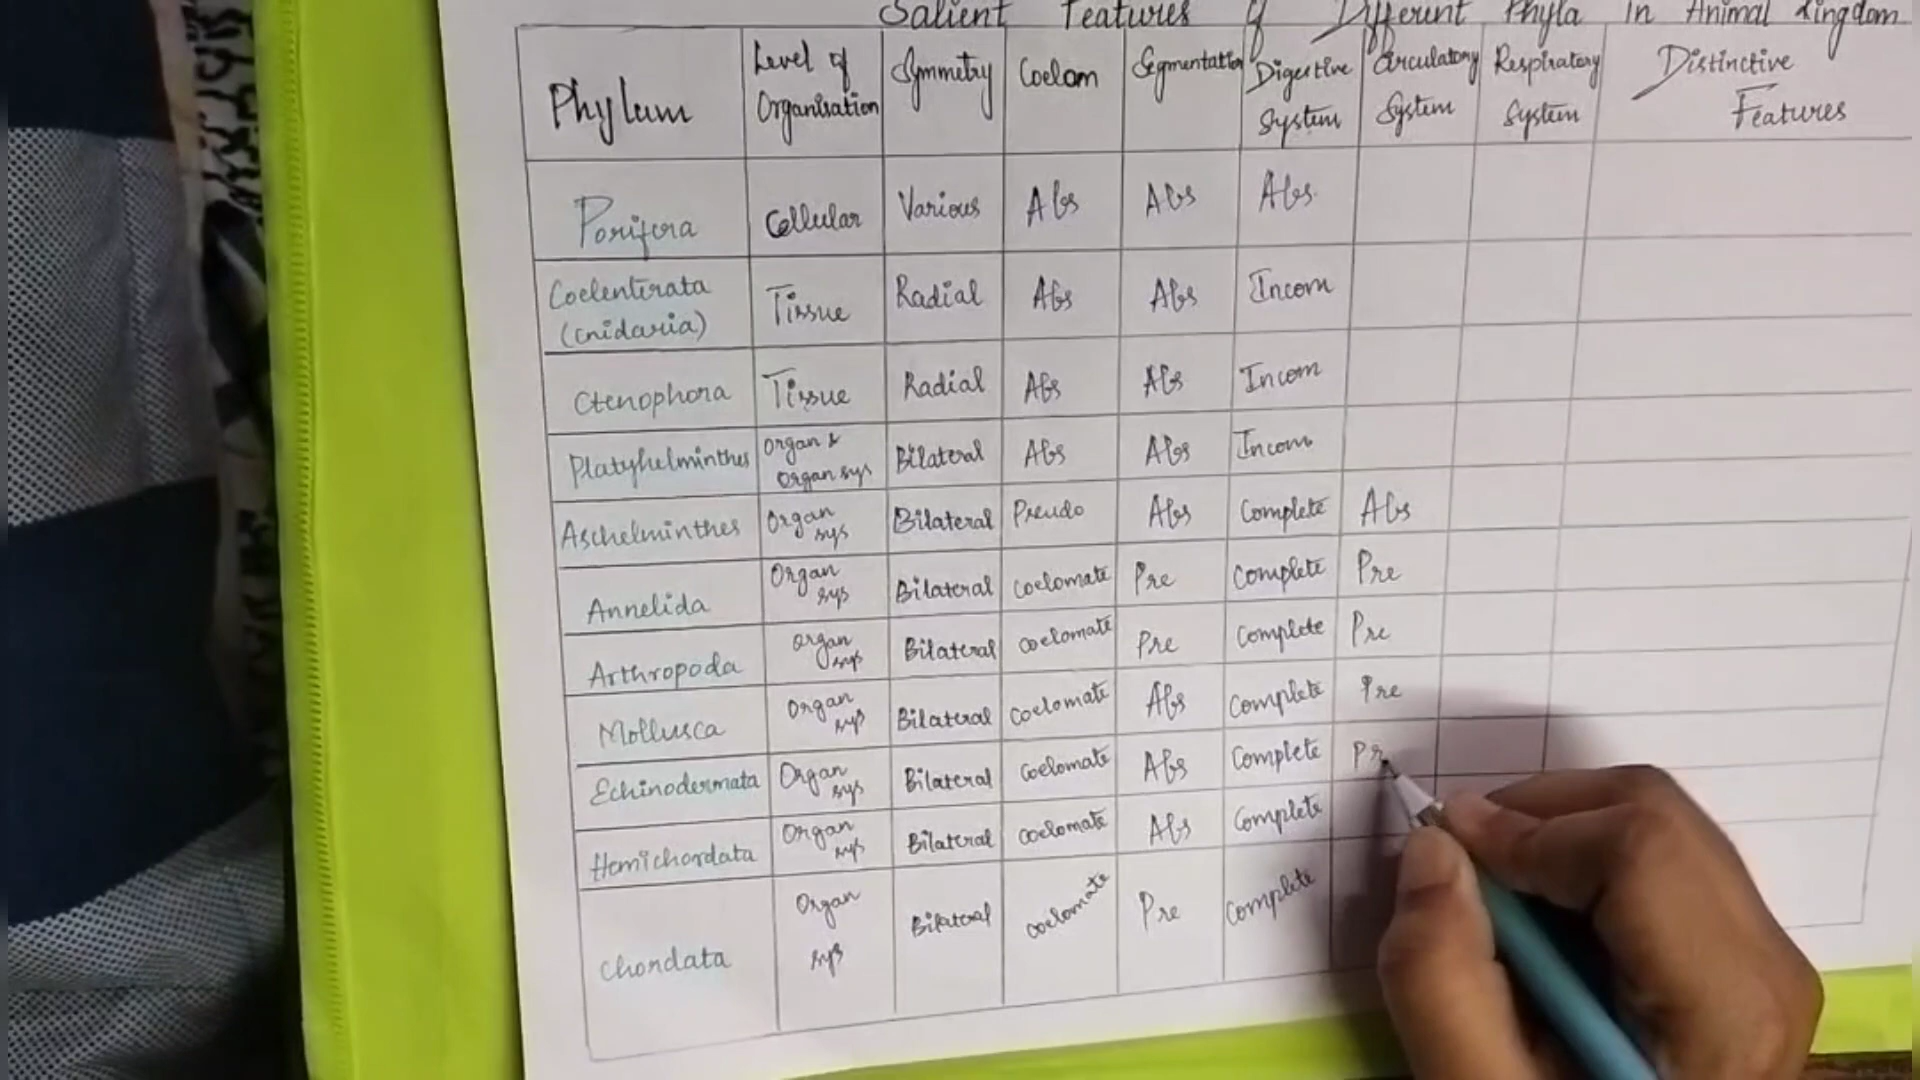 Salient Features of Different Phyla in Animal Kingdom
Phylum
Level of
Organisation
Symmetry
Coelom
Segmentation
Digestive
System
Circulatory
System
Respiratory
System
Distinctive
Features
Porifera
Cellular
Various
Abs
Abs
Abs.
Coelenterata
(Cnidaria)
Tissue
Radial
Abs
Abs
Incom
Ctenophora
Tissue
Radial
Abs
Abs
Incom
Platyhelminthes
Organ &
Organ sys
Bilateral
Abs
Abs
Incom
Aschelminthes
Organ
sys
Bilateral
Pseudo
Abs
Complete
Abs
Annelida
Organ
sys
Bilateral
Coelomate
Pre
Complete
Pre
Arthropoda
Organ
sys
Bilateral
Coelomate
Pre
Complete
Pre
Mollusca
Organ
sys
Bilateral
Coelomate
Abs
Complete
Pre
Echinodermata
Organ
sys
Bilateral
Coelomate
Abs
Complete
Pr
Hemichordata
Organ
sys
Bilateral
Coelomate
Abs
Complete
Chordata
Organ
sys
Bilateral
Coelomate
Pre
Complete